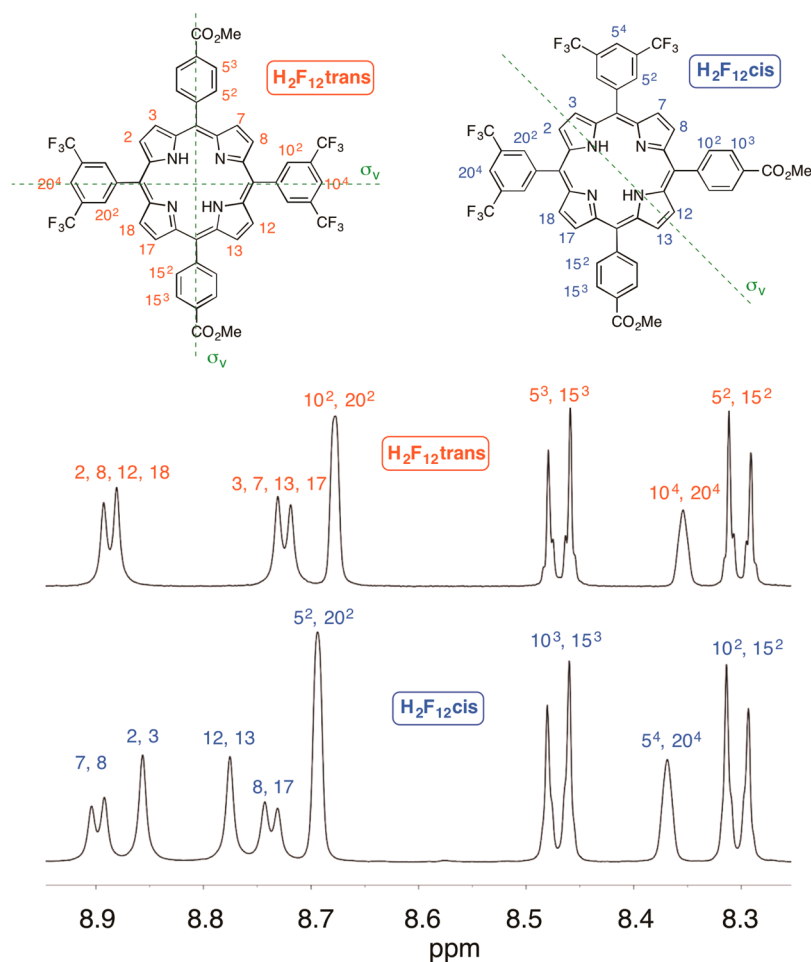 CO₂Me
5³
5²
H₂F₁₂trans
3
7
2
8
F₃C
CF₃
10²
NH
N
20⁴
10⁴
σᵥ
N
HN
20²
F₃C
CF₃
18
12
17
13
15²
15³
CO₂Me
σᵥ
5⁴
F₃C
CF₃
5²
H₂F₁₂cis
3
7
CF₃
2
8
20²
10²
10³
NH
N
20⁴
CO₂Me
N
HN
CF₃
18
12
17
13
15²
15³
CO₂Me
σᵥ
10², 20²
5³, 15³
5², 15²
H₂F₁₂trans
2, 8, 12, 18
3, 7, 13, 17
10⁴, 20⁴
5², 20²
10³, 15³
10², 15²
H₂F₁₂cis
2, 3
12, 13
5⁴, 20⁴
7, 8
8, 17
8.9
8.8
8.7
8.6
8.5
8.4
8.3
ppm